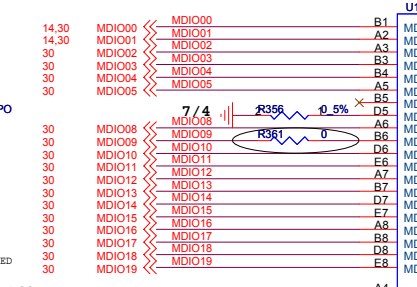 U1
14,30 MDIO00 MDIO00 B1 MD
14,30 MDIO01 MDIO01 A2 MD
30 MDIO02 MDIO02 A3 MD
30 MDIO03 MDIO03 B3 MD
30 MDIO04 MDIO04 B4 MD
30 MDIO05 MDIO05 A5 MD
B5 MD
PO 7/4 R356 2 1 0_5% D5 MD
30 MDIO08 MDIO08 A6 MD
30 MDIO09 MDIO09 R361 0 B6 MD
30 MDIO10 MDIO10 D6 MD
30 MDIO11 MDIO11 E6 MD
30 MDIO12 MDIO12 A7 MD
30 MDIO13 MDIO13 B7 MD
30 MDIO14 MDIO14 D7 MD
30 MDIO15 MDIO15 E7 MD
30 MDIO16 MDIO16 A8 MD
30 MDIO17 MDIO17 B8 MD
ED 30 MDIO18 MDIO18 D8 MD
30 MDIO19 MDIO19 E8 MD